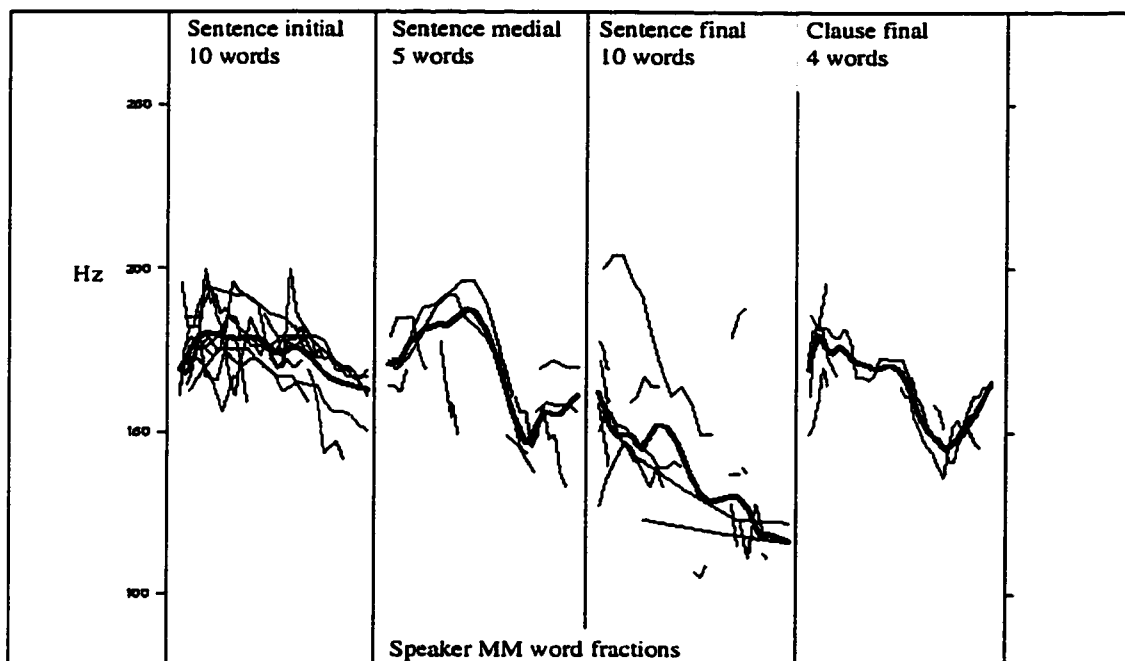 Sentence initial
10 words
Sentence medial
5 words
Sentence final
10 words
Clause final
4 words
250
Hz
200
150
100
Speaker MM word fractions